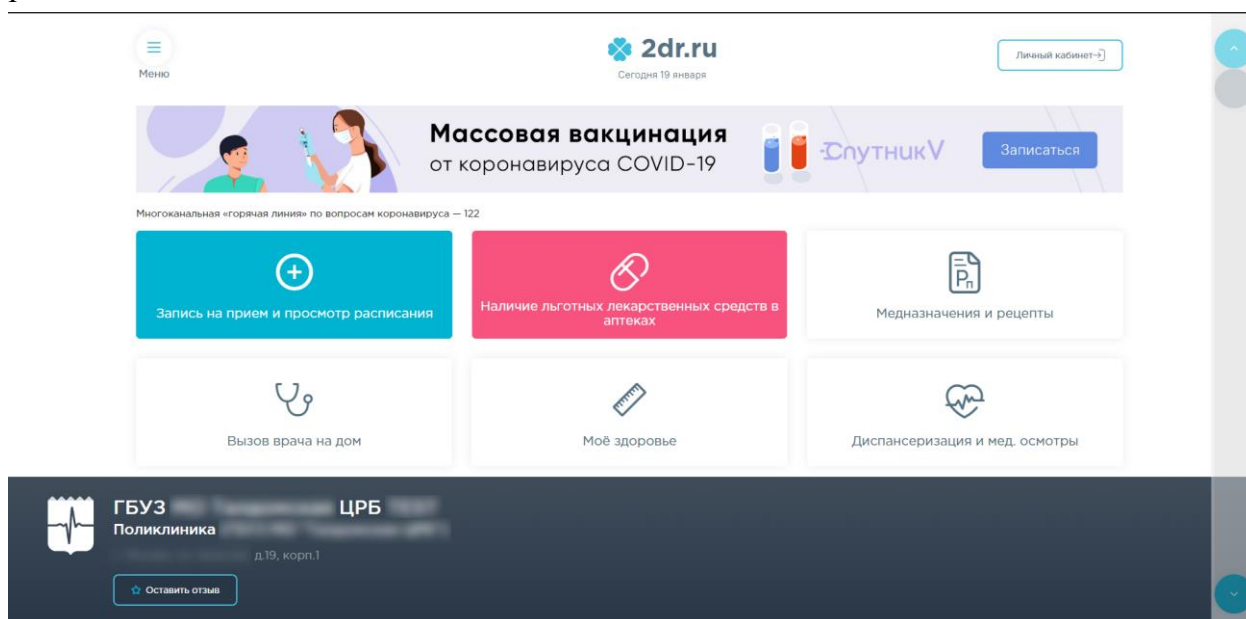 2dr.ru
Меню
Сегодня 19 января
Личный кабинет
Массовая вакцинация
от коронавируса COVID-19
СпутникV
Записаться
Многоканальная «горячая линия» по вопросам коронавируса — 122
Запись на прием и просмотр расписания
Наличие льготных лекарственных средств в
аптеках
Рп
Медназначения и рецепты
Вызов врача на дом
Моё здоровье
Диспансеризация и мед. осмотры
ГБУЗ ЦРБ
Поликлиника
д.19, корп.1
Оставить отзыв